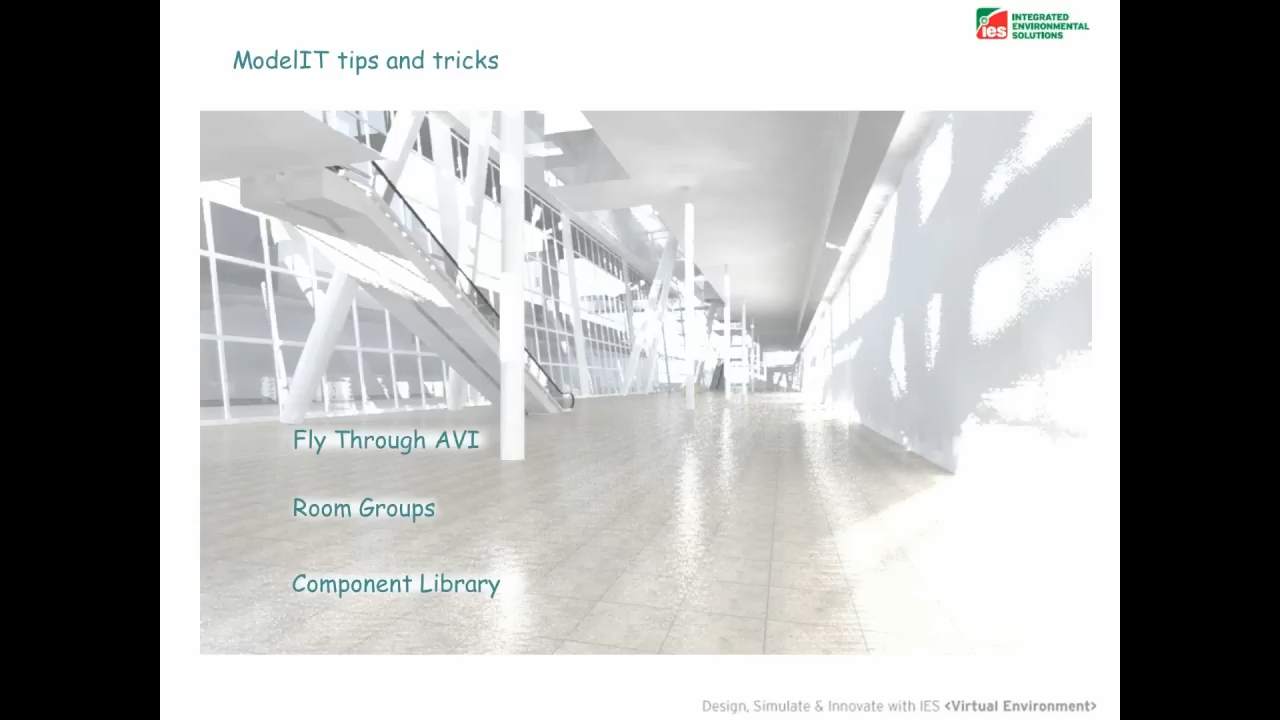 ies INTEGRATED
ENVIRONMENTAL
SOLUTIONS
ModelIT tips and tricks
Fly Through AVI
Room Groups
Component Library
Design, Simulate & Innovate with IES <Virtual Environment>